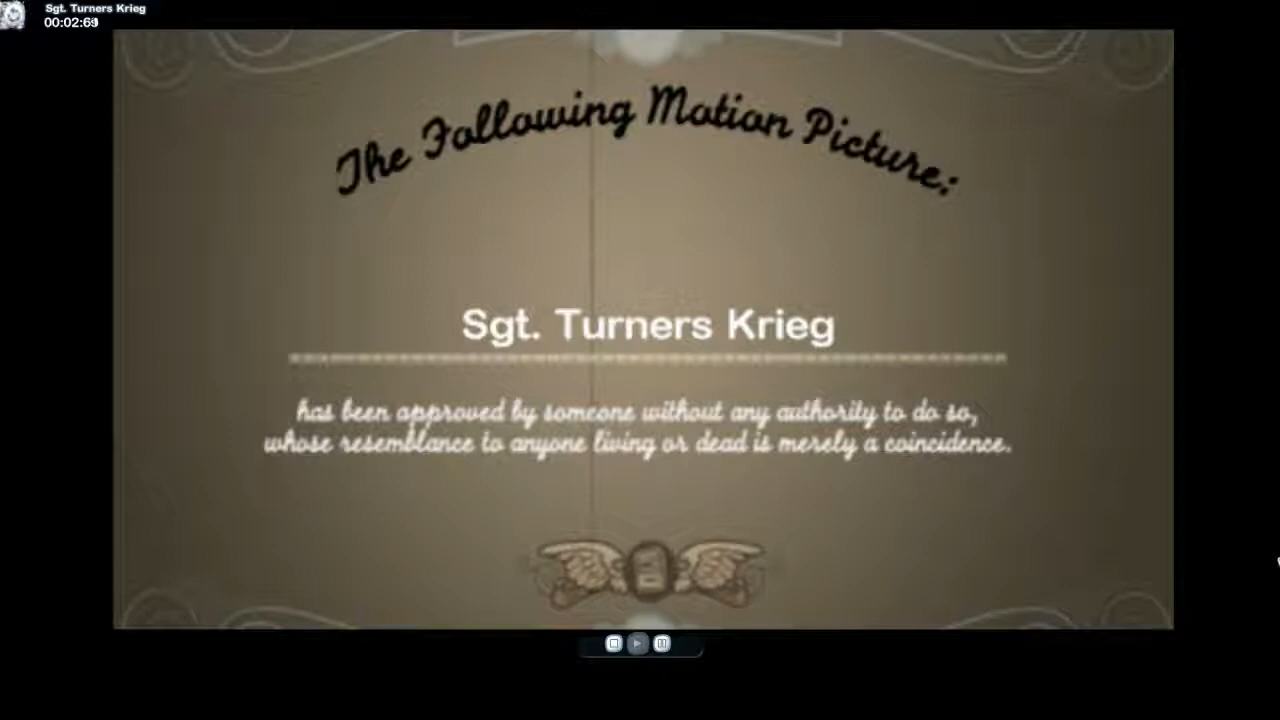 Sgt. Turners Krieg
00:02:69
The Following Motion Picture:
Sgt. Turners Krieg
has been approved by someone without any authority to do so,
whose resemblance to anyone living or dead is merely a coincidence.